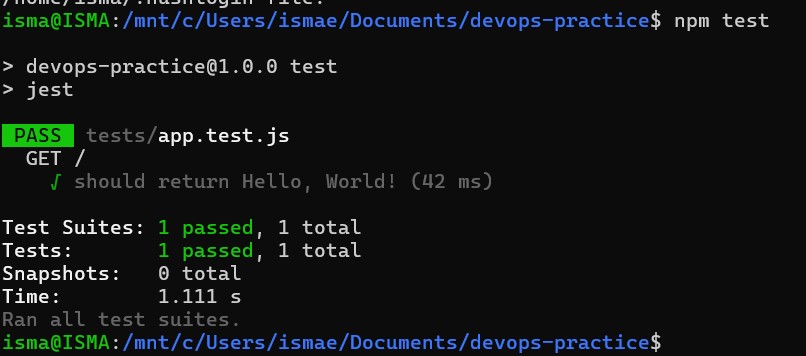 /home/isma/.hushlogin file.
isma@ISMA:/mnt/c/Users/ismae/Documents/devops-practice$ npm test
> devops-practice@1.0.0 test
> jest
PASS tests/app.test.js
GET /
√ should return Hello, World! (42 ms)
Test Suites: 1 passed, 1 total
Tests: 1 passed, 1 total
Snapshots: 0 total
Time: 1.111 s
Ran all test suites.
isma@ISMA:/mnt/c/Users/ismae/Documents/devops-practice$